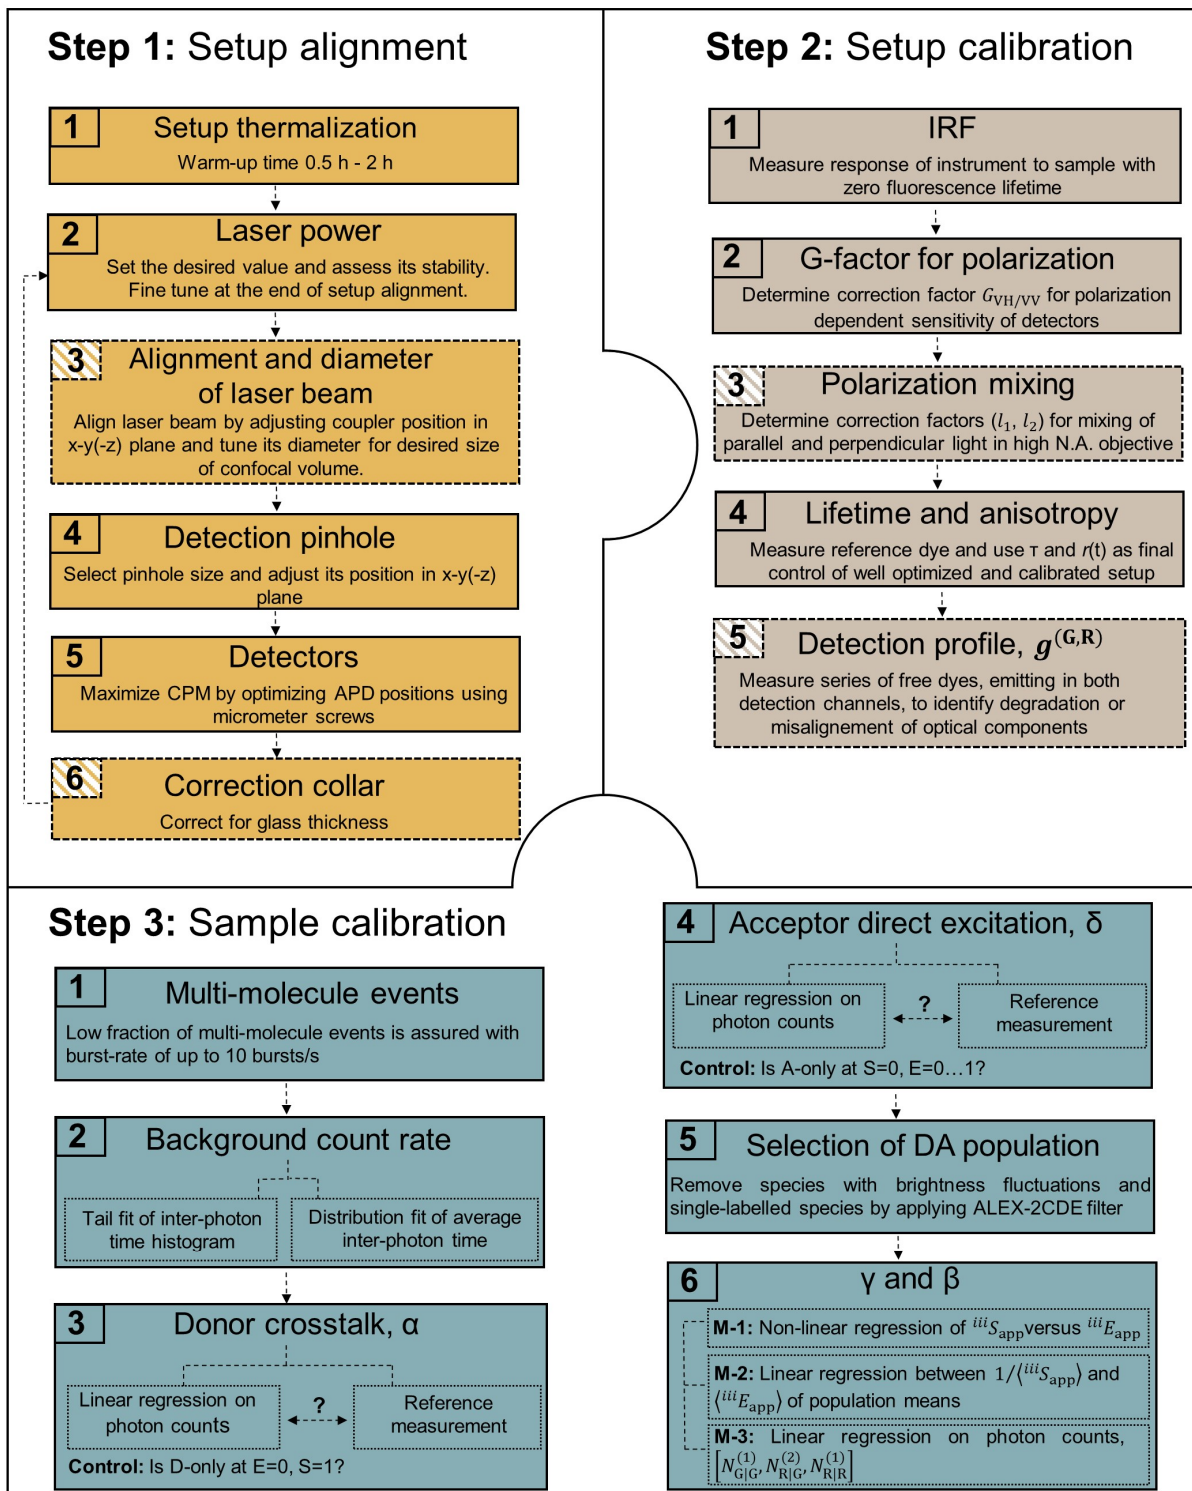 Step 1: Setup alignment
1
Setup thermalization
Warm-up time 0.5 h - 2 h
2
Laser power
Set the desired value and assess its stability.
Fine tune at the end of setup alignment.
3
Alignment and diameter
of laser beam
Align laser beam by adjusting coupler position in
x-y(-z) plane and tune its diameter for desired size
of confocal volume.
4
Detection pinhole
Select pinhole size and adjust its position in x-y(-z)
plane
5
Detectors
Maximize CPM by optimizing APD positions using
micrometer screws
6
Correction collar
Correct for glass thickness
Step 2: Setup calibration
1
IRF
Measure response of instrument to sample with
zero fluorescence lifetime
2
G-factor for polarization
Determine correction factor G_VH/VV for polarization
dependent sensitivity of detectors
3
Polarization mixing
Determine correction factors (l₁, l₂) for mixing of
parallel and perpendicular light in high N.A. objective
4
Lifetime and anisotropy
Measure reference dye and use τ and r(t) as final
control of well optimized and calibrated setup
5
Detection profile, g^(G,R)
Measure series of free dyes, emitting in both
detection channels, to identify degradation or
misalignement of optical components
Step 3: Sample calibration
1
Multi-molecule events
Low fraction of multi-molecule events is assured with
burst-rate of up to 10 bursts/s
2
Background count rate
Tail fit of inter-photon
time histogram
Distribution fit of average
inter-photon time
3
Donor crosstalk, α
Linear regression on
photon counts
?
Reference
measurement
Control: Is D-only at E=0, S=1?
4
Acceptor direct excitation, δ
Linear regression on
photon counts
?
Reference
measurement
Control: Is A-only at S=0, E=0...1?
5
Selection of DA population
Remove species with brightness fluctuations and
single-labelled species by applying ALEX-2CDE filter
6
γ and β
M-1: Non-linear regression of ^iii S_app versus ^iii E_app
M-2: Linear regression between 1/⟨^iii S_app⟩ and
⟨^iii E_app⟩ of population means
M-3: Linear regression on photon counts,
[N_G|G^(1), N_R|G^(2), N_R|R^(1)]